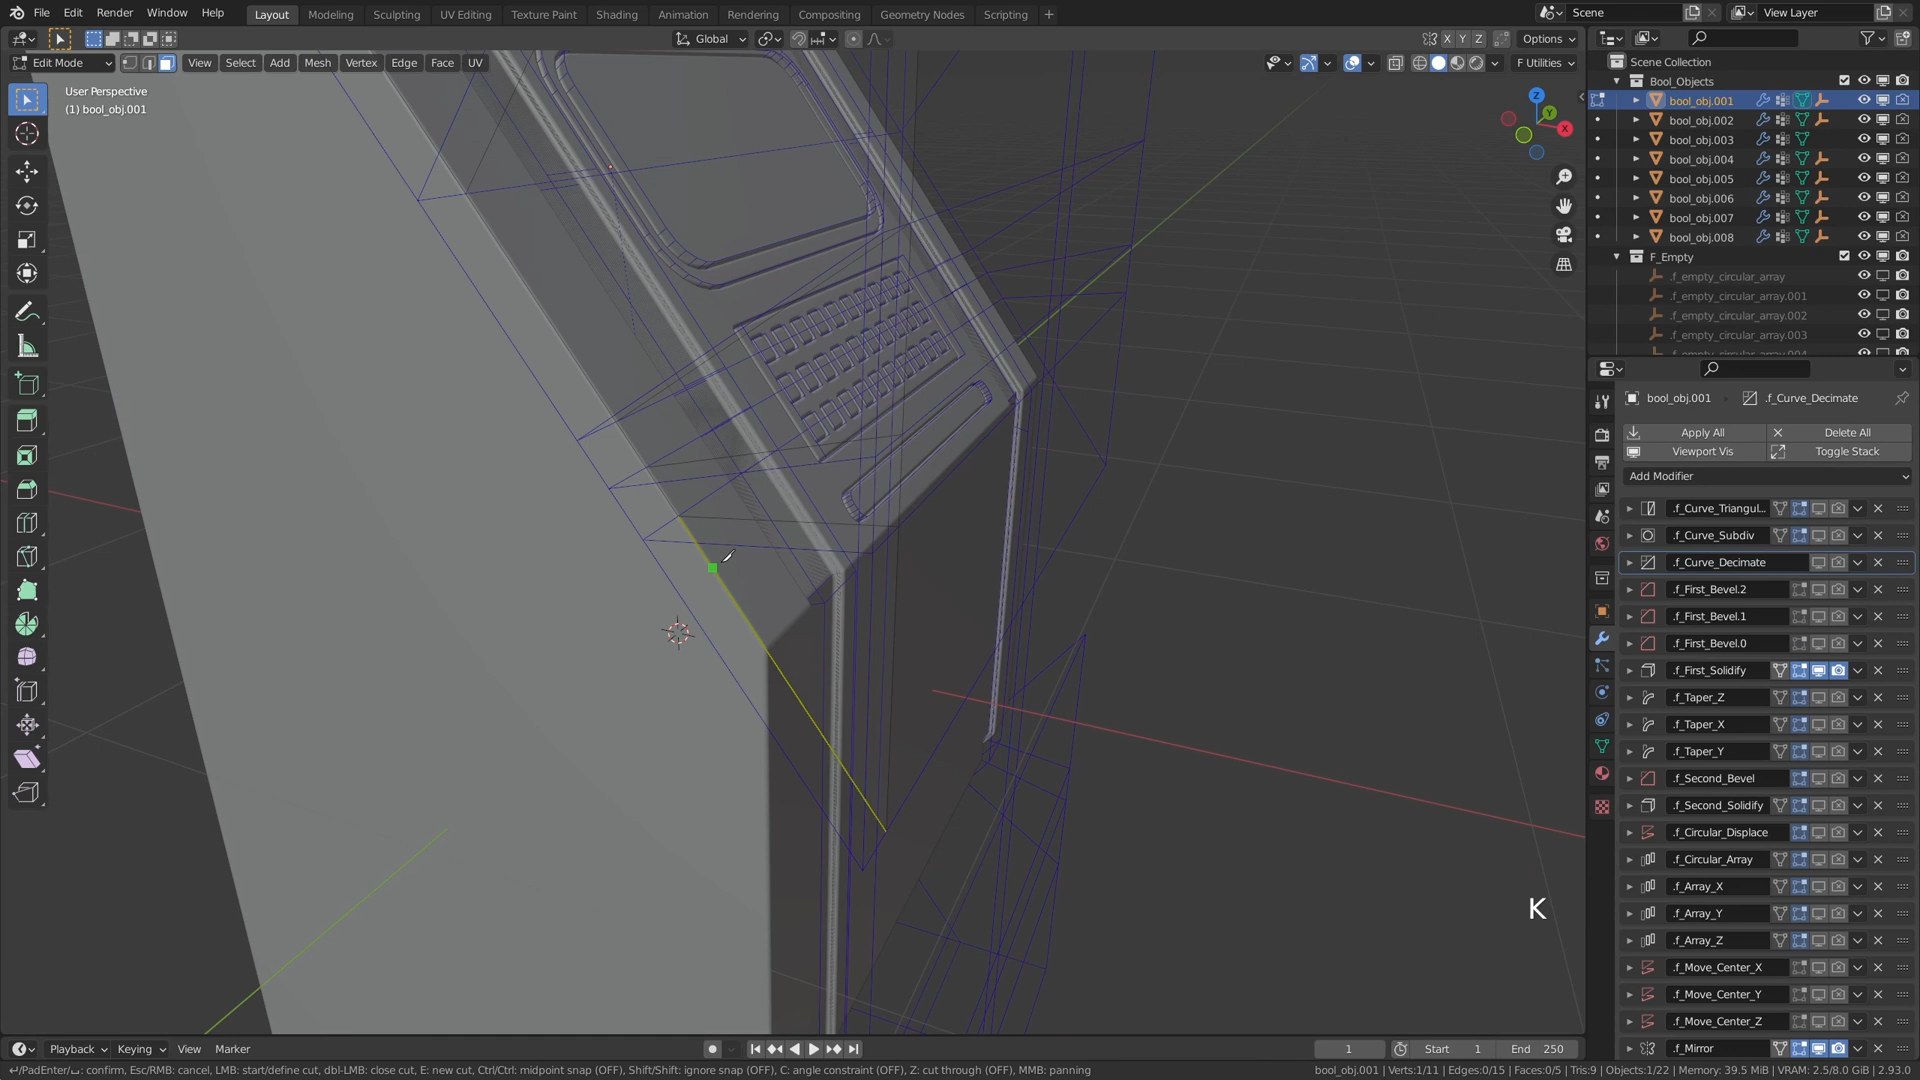 File Edit Render Window Help
Layout Modeling Sculpting UV Editing Texture Paint Shading Animation Rendering Compositing Geometry Nodes Scripting +
Scene
View Layer
Global
X Y Z
Options
Edit Mode View Select Add Mesh Vertex Edge Face UV
F Utilities
User Perspective
(1) bool_obj.001
Z
Y
X
K
Scene Collection
Bool_Objects
bool_obj.001
bool_obj.002
bool_obj.003
bool_obj.004
bool_obj.005
bool_obj.006
bool_obj.007
bool_obj.008
F_Empty
.f_empty_circular_array
.f_empty_circular_array.001
.f_empty_circular_array.002
.f_empty_circular_array.003
.f_empty_circular_array.004
bool_obj.001 .f_Curve_Decimate
Apply All Delete All
Viewport Vis Toggle Stack
Add Modifier
.f_Curve_Triangul...
.f_Curve_Subdiv
.f_Curve_Decimate
.f_First_Bevel.2
.f_First_Bevel.1
.f_First_Bevel.0
.f_First_Solidify
.f_Taper_Z
.f_Taper_X
.f_Taper_Y
.f_Second_Bevel
.f_Second_Solidify
.f_Circular_Displace
.f_Circular_Array
.f_Array_X
.f_Array_Y
.f_Array_Z
.f_Move_Center_X
.f_Move_Center_Y
.f_Move_Center_Z
.f_Mirror
Playback Keying View Marker
1 Start 1 End 250
/PadEnter/: confirm, Esc/RMB: cancel, LMB: start/define cut, dbl-LMB: close cut, E: new cut, Ctrl/Ctrl: midpoint snap (OFF), Shift/Shift: ignore snap (OFF), C: angle constraint (OFF), Z: cut through (OFF), MMB: panning
bool_obj.001 | Verts:1/11 | Edges:0/15 | Faces:0/5 | Tris:9 | Objects:1/22 | Memory: 39.5 MiB | VRAM: 2.5/8.0 GiB | 2.93.0